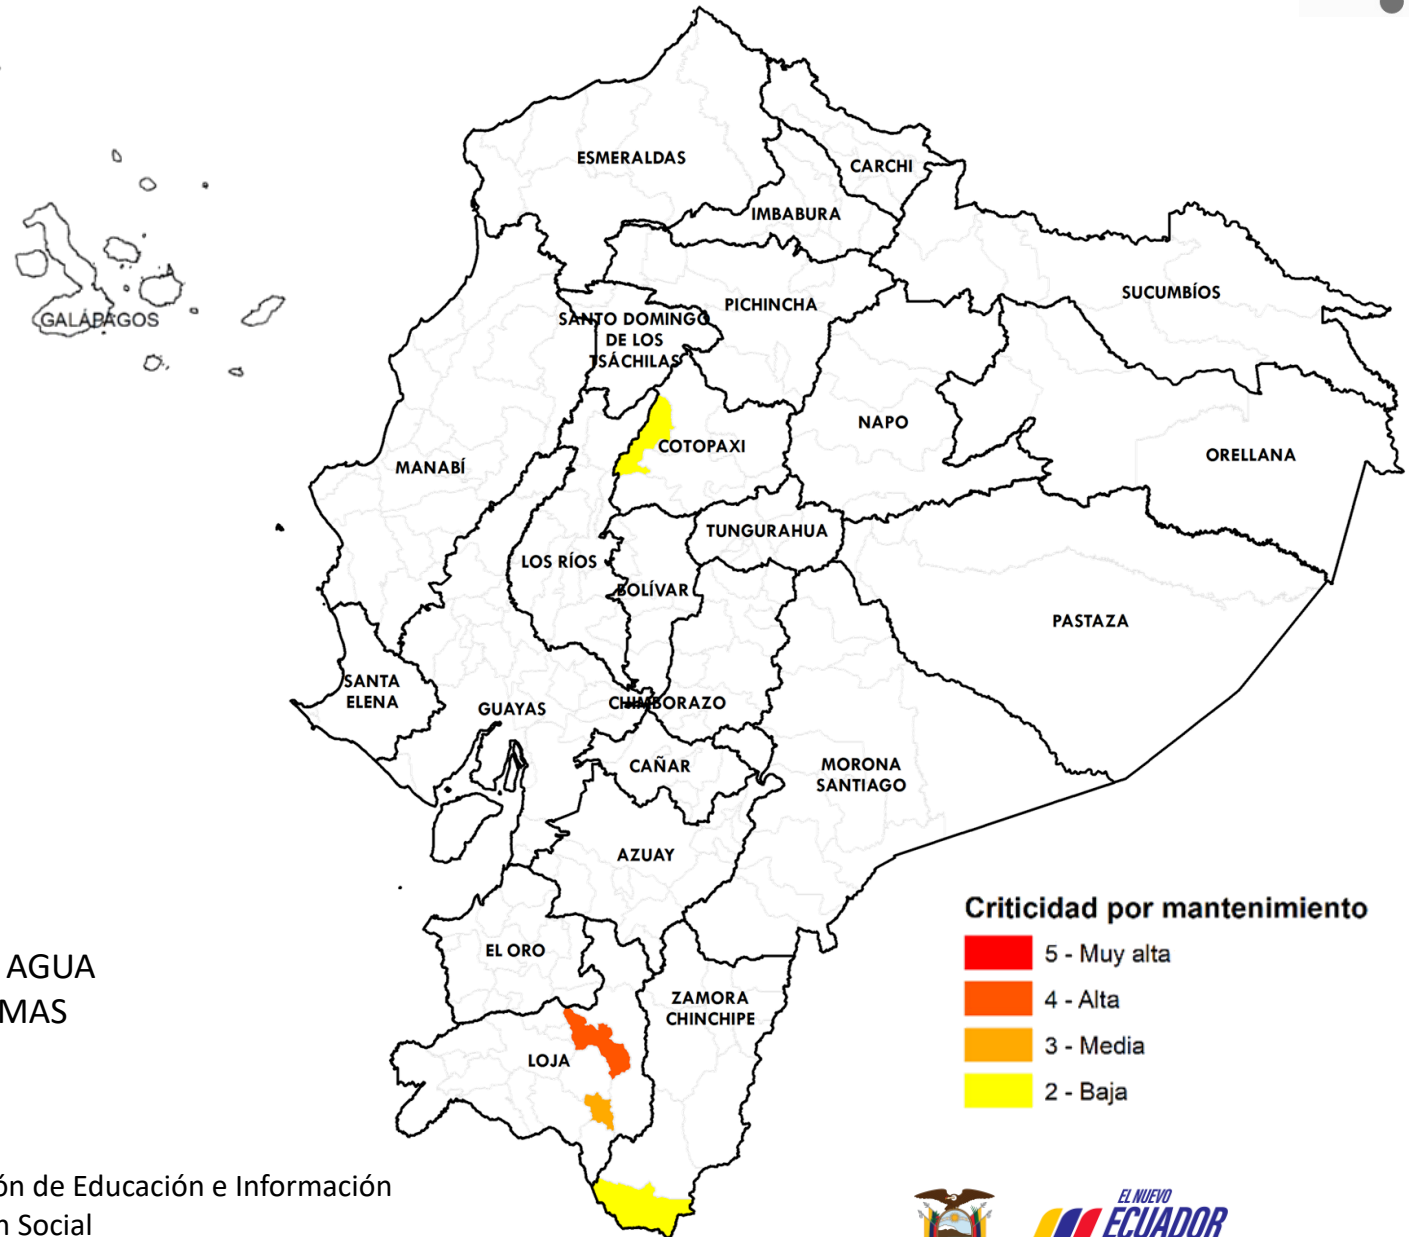 ESMERALDAS
CARCHI
IMBABURA
SUCUMBÍOS
PICHINCHA
GALÁPAGOS
SANTO DOMINGO
DE LOS
TSÁCHILAS
NAPO
COTOPAXI
ORELLANA
MANABÍ
TUNGURAHUA
LOS RÍOS
BOLÍVAR
PASTAZA
SANTA
ELENA
GUAYAS
CHIMBORAZO
CAÑAR
MORONA
SANTIAGO
AZUAY
EL ORO
ZAMORA
CHINCHIPE
LOJA
Criticidad por mantenimiento
5 - Muy alta
4 - Alta
3 - Media
2 - Baja
AGUA
MAS
ón de Educación e Información
n Social
EL NUEVO
ECUADOR